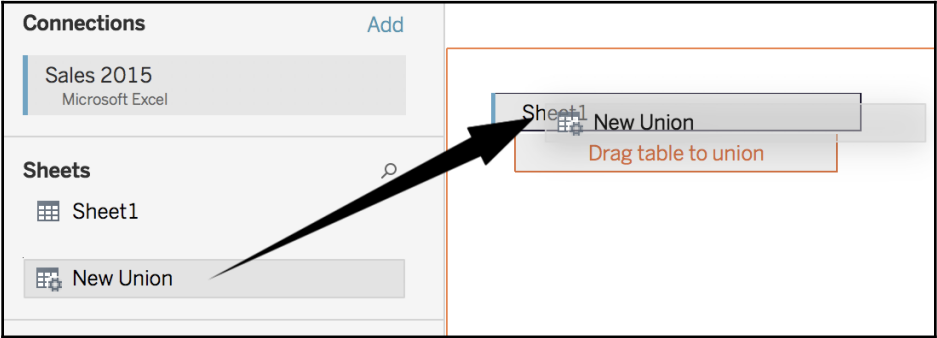 Connections
Add
Sales 2015
Microsoft Excel
Sheets
Sheet1
New Union
Sheet1
New Union
Drag table to union